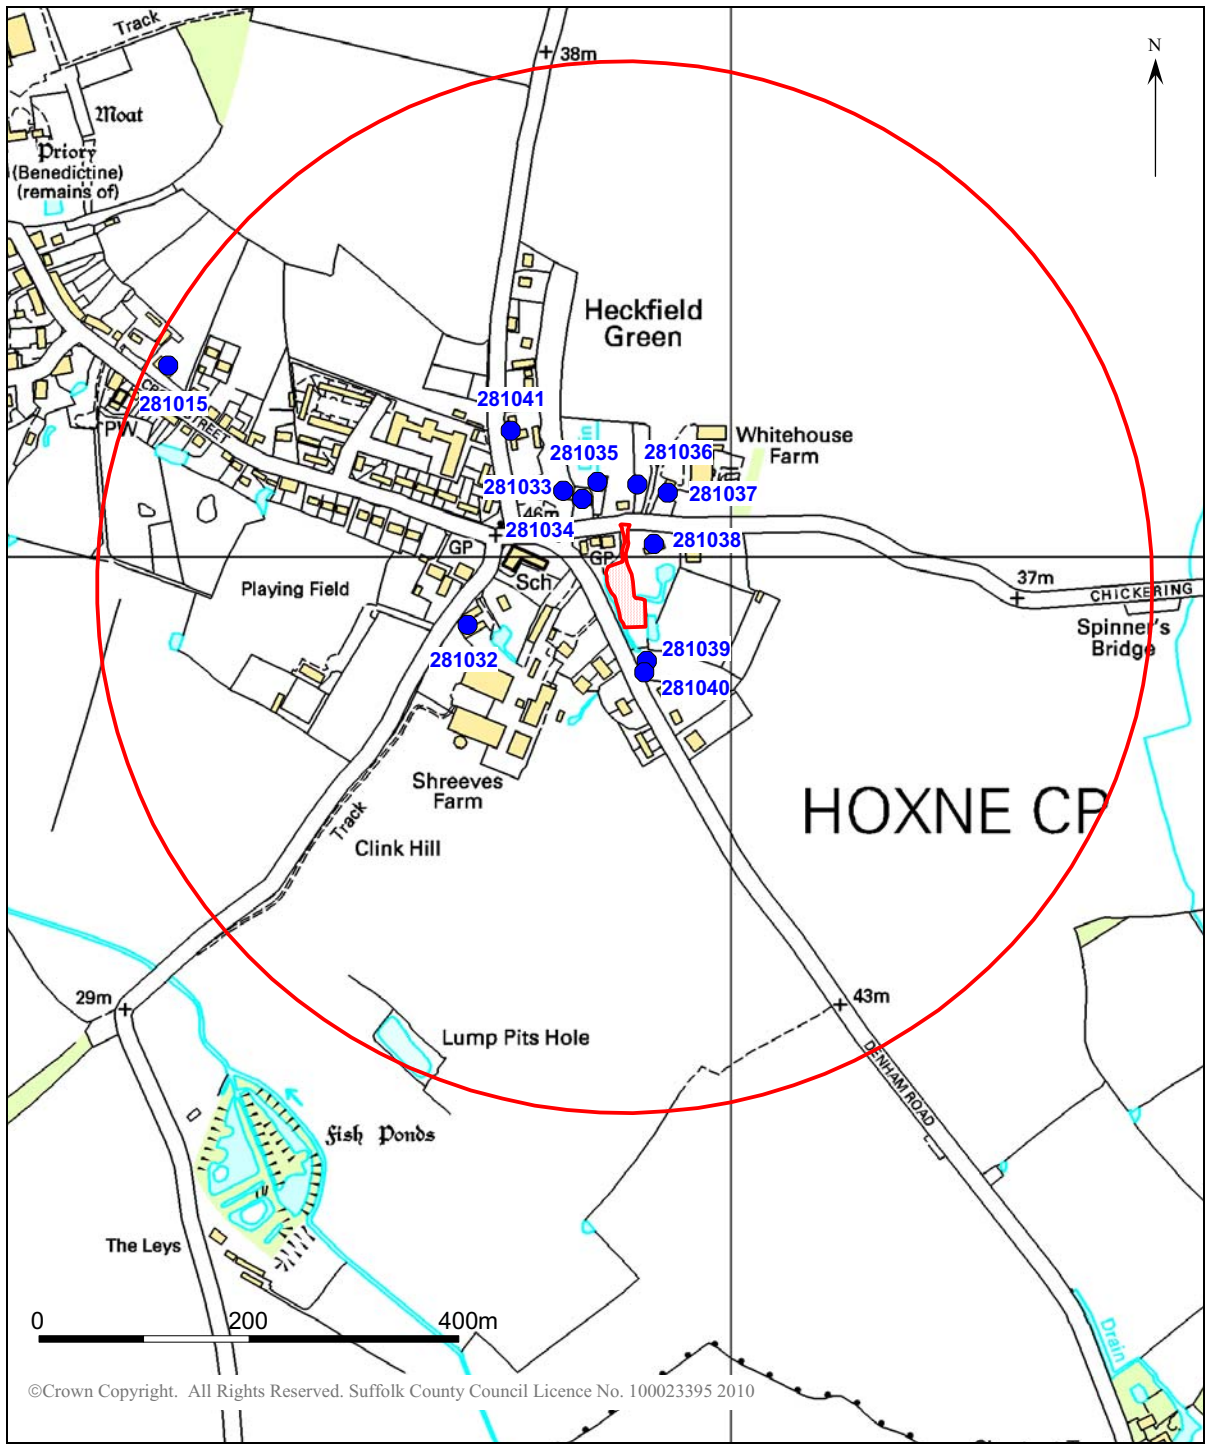 Track
38m
N
Moat
Priory
(Benedictine)
(remains of)
Heckfield
Green
281041
281015
STREET
PW
281035
281036
Whitehouse
Farm
281033
281037
46m
281034
281038
GP
GP
Sch
Playing Field
37m
CHICKERING
Spinner's
Bridge
281032
281039
281040
Shreeves
Farm
HOXNE CP
Track
Clink Hill
29m
43m
Lump Pits Hole
DENHAM ROAD
Fish Ponds
The Leys
0 200 400m
Drain
©Crown Copyright. All Rights Reserved. Suffolk County Council Licence No. 100023395 2010